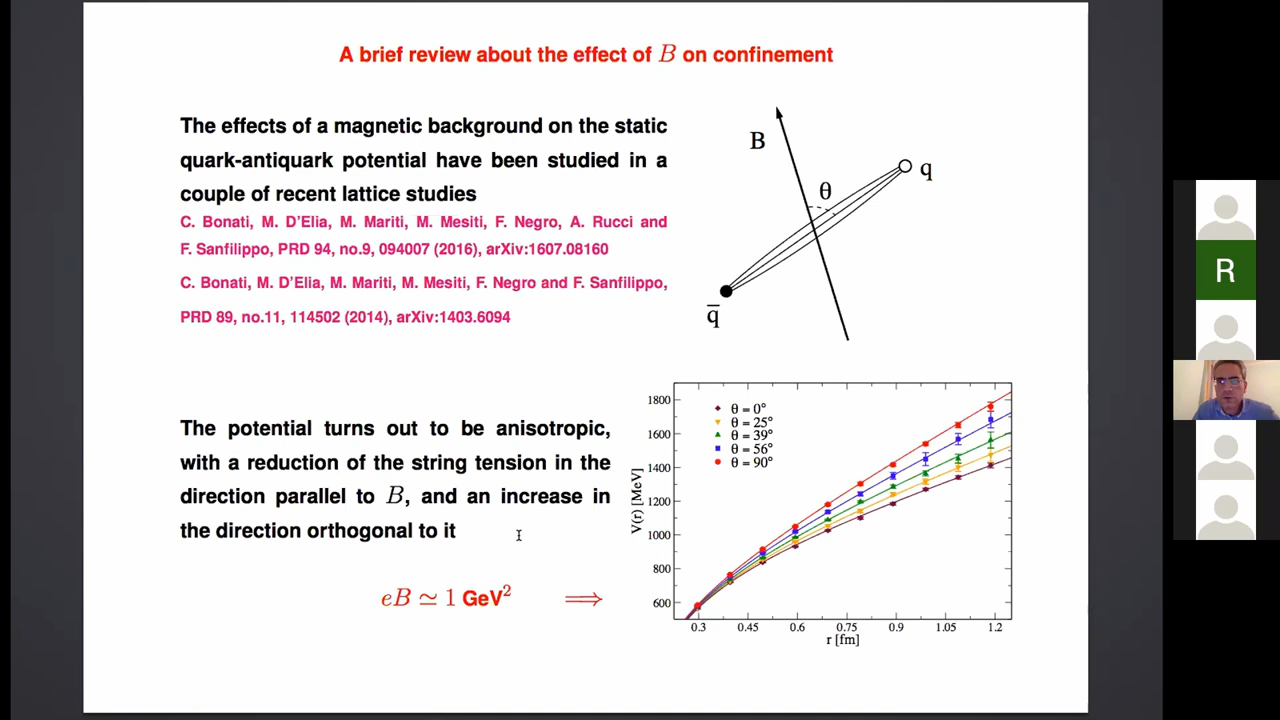 A brief review about the effect of B on confinement
The effects of a magnetic background on the static
quark-antiquark potential have been studied in a
couple of recent lattice studies
C. Bonati, M. D'Elia, M. Mariti, M. Mesiti, F. Negro, A. Rucci and
F. Sanfilippo, PRD 94, no.9, 094007 (2016), arXiv:1607.08160
C. Bonati, M. D'Elia, M. Mariti, M. Mesiti, F. Negro and F. Sanfilippo,
PRD 89, no.11, 114502 (2014), arXiv:1403.6094
B
θ
q
q̅
The potential turns out to be anisotropic,
with a reduction of the string tension in the
direction parallel to B, and an increase in
the direction orthogonal to it
eB ≃ 1 GeV² ⟹
θ = 0°
θ = 25°
θ = 39°
θ = 56°
θ = 90°
V(r) [MeV]
1800
1600
1400
1200
1000
800
600
0.3 0.45 0.6 0.75 0.9 1.05 1.2
r [fm]
R